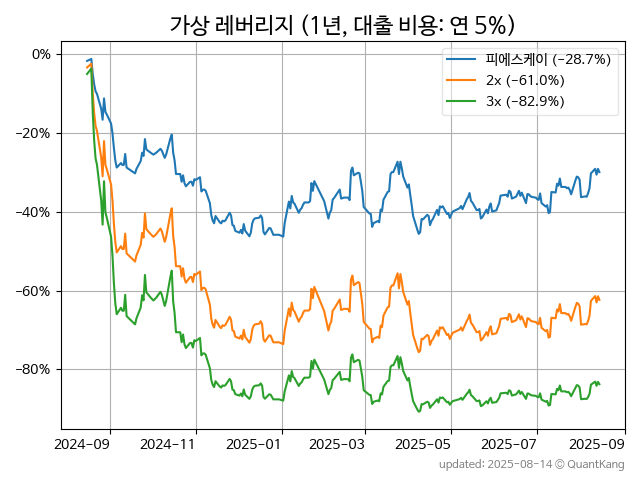 가상 레버리지 (1년, 대출 비용: 연 5%)
피에스케이 (−28.7%)
2x (−61.0%)
3x (−82.9%)
0%
−20%
−40%
−60%
−80%
2024-09 2024-11 2025-01 2025-03 2025-05 2025-07 2025-09
updated: 2025-08-14 © QuantKang